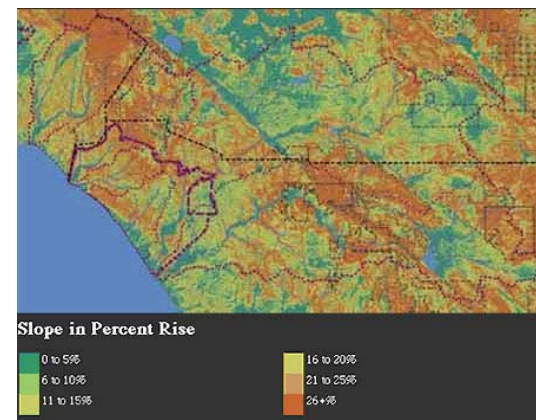 Slope in Percent Rise
0 to 5%
6 to 10%
11 to 15%
16 to 20%
21 to 25%
26+%